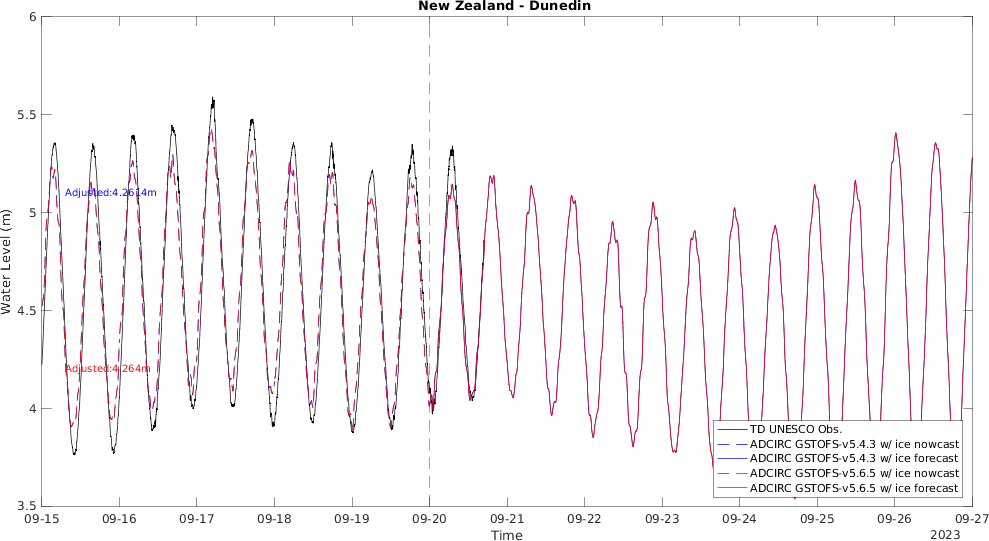 New Zealand - Dunedin
6
5.5
5
4.5
4
3.5
Water Level (m)
Adjusted:4.2614m
Adjusted:4.264m
TD UNESCO Obs.
ADCIRC GSTOFS-v5.4.3 w/ ice nowcast
ADCIRC GSTOFS-v5.4.3 w/ ice forecast
ADCIRC GSTOFS-v5.6.5 w/ ice nowcast
ADCIRC GSTOFS-v5.6.5 w/ ice forecast
09-15 09-16 09-17 09-18 09-19 09-20 09-21 09-22 09-23 09-24 09-25 09-26 09-27
Time
2023